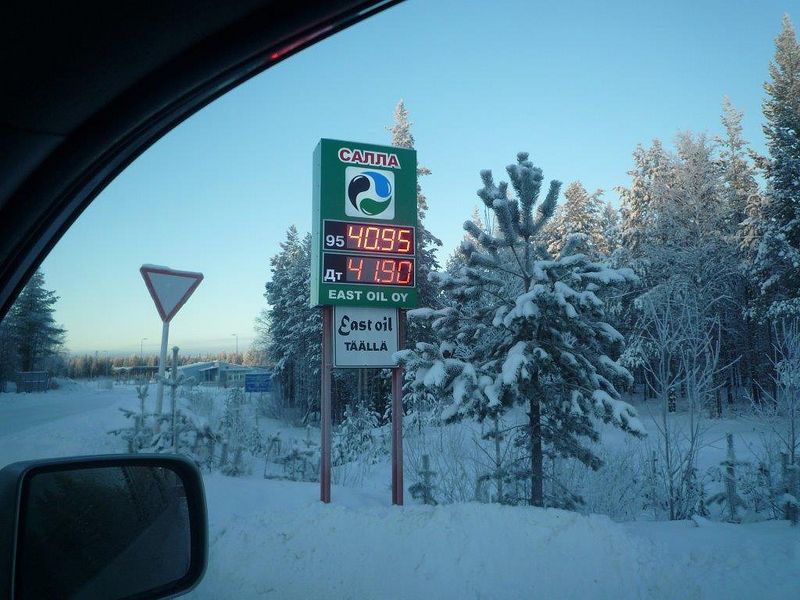 САЛЛА
95 40.95
Дт 41.90
EAST OIL OY
East oil
TÄÄLLÄ